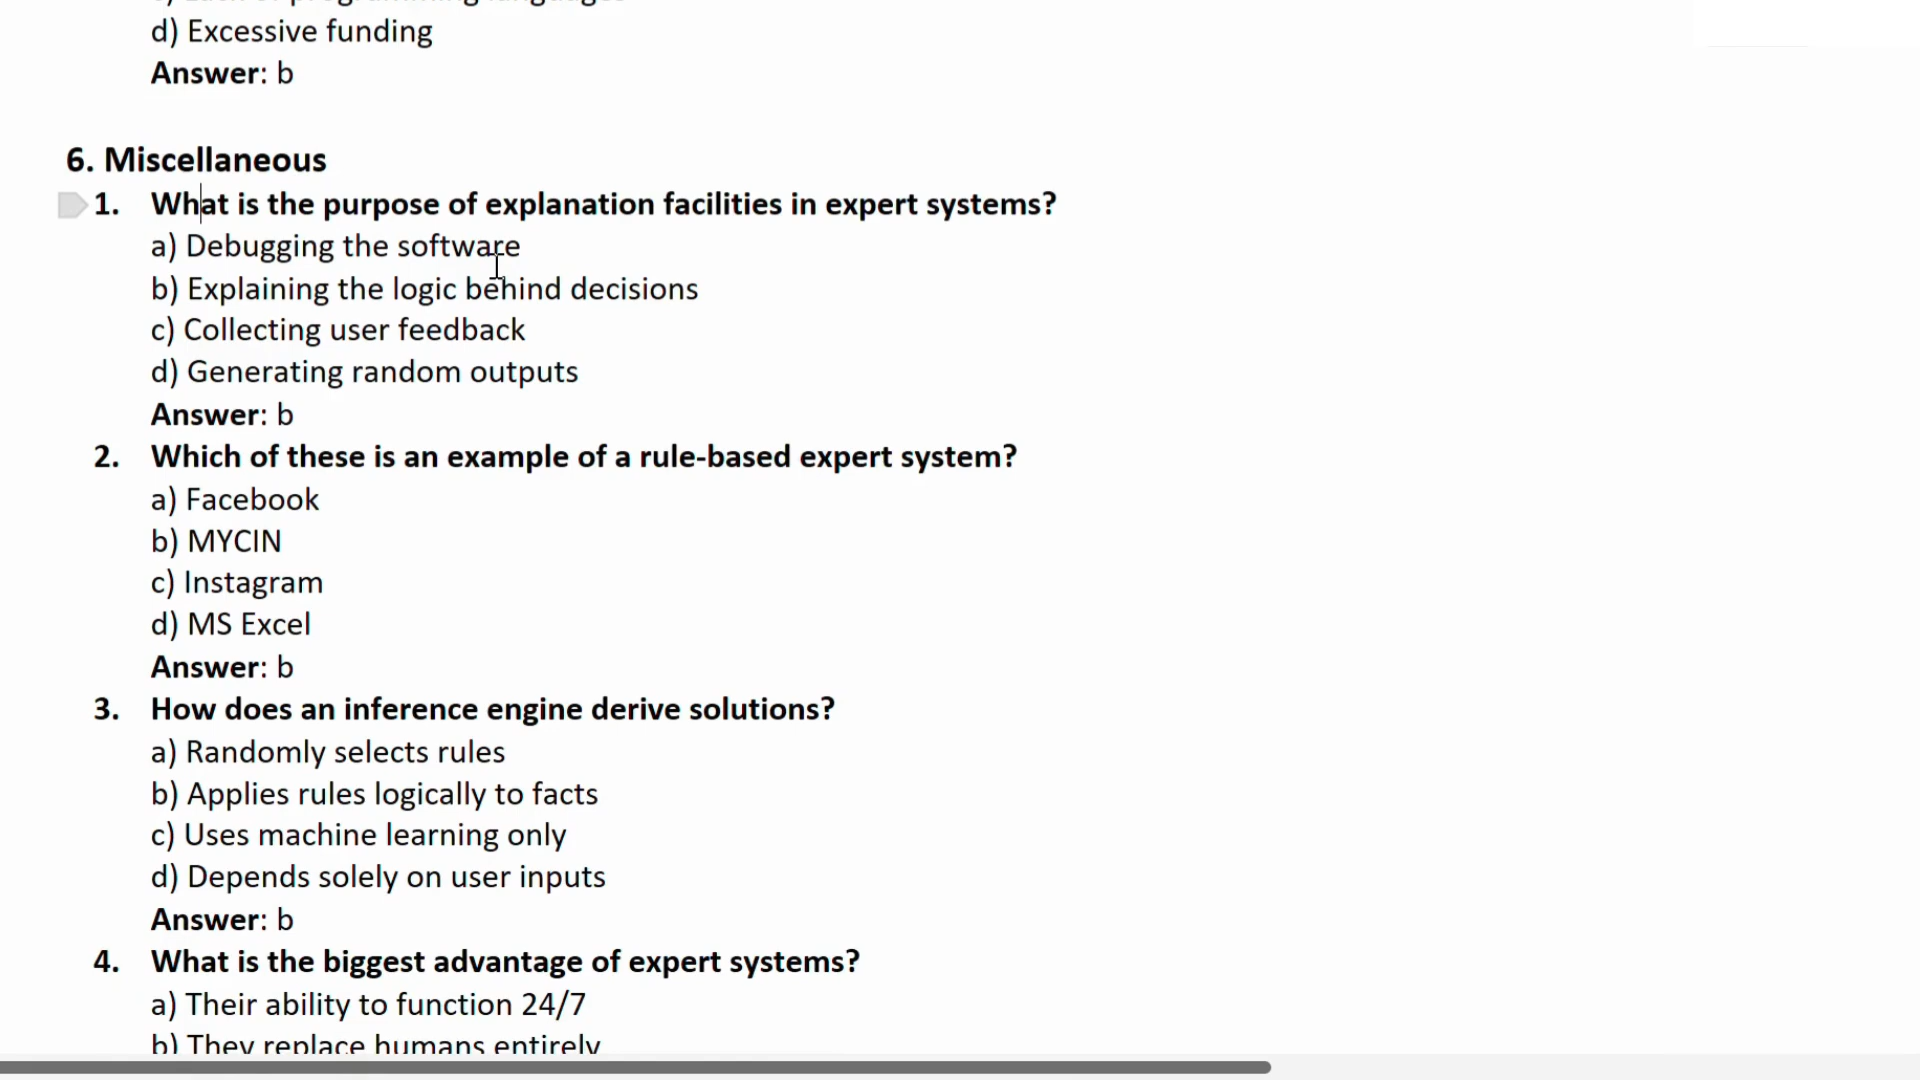 d) Excessive funding
Answer: b
6. Miscellaneous
1. What is the purpose of explanation facilities in expert systems?
a) Debugging the software
b) Explaining the logic behind decisions
c) Collecting user feedback
d) Generating random outputs
Answer: b
2. Which of these is an example of a rule-based expert system?
a) Facebook
b) MYCIN
c) Instagram
d) MS Excel
Answer: b
3. How does an inference engine derive solutions?
a) Randomly selects rules
b) Applies rules logically to facts
c) Uses machine learning only
d) Depends solely on user inputs
Answer: b
4. What is the biggest advantage of expert systems?
a) Their ability to function 24/7
b) They replace humans entirely